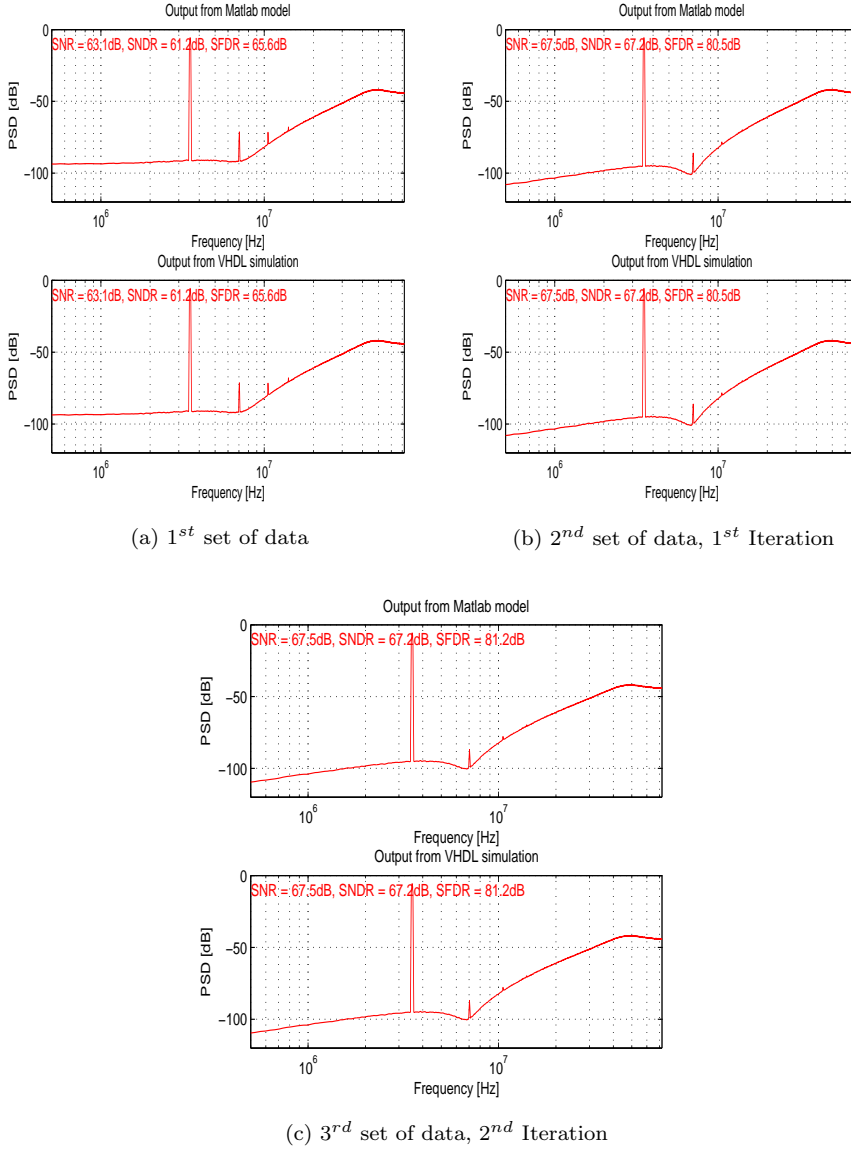 Output from Matlab model
SNR = 63.1dB, SNDR = 61.2dB, SFDR = 65.6dB
0
−50
−100
PSD [dB]
10^6
10^7
Frequency [Hz]
Output from VHDL simulation
SNR = 63.1dB, SNDR = 61.2dB, SFDR = 65.6dB
0
−50
−100
PSD [dB]
10^6
10^7
Frequency [Hz]
(a) 1^st set of data
Output from Matlab model
SNR = 67.5dB, SNDR = 67.2dB, SFDR = 80.5dB
0
−50
−100
PSD [dB]
10^6
10^7
Frequency [Hz]
Output from VHDL simulation
SNR = 67.5dB, SNDR = 67.2dB, SFDR = 80.5dB
0
−50
−100
PSD [dB]
10^6
10^7
Frequency [Hz]
(b) 2^nd set of data, 1^st Iteration
Output from Matlab model
SNR = 67.5dB, SNDR = 67.2dB, SFDR = 81.2dB
0
−50
−100
PSD [dB]
10^6
10^7
Frequency [Hz]
Output from VHDL simulation
SNR = 67.5dB, SNDR = 67.2dB, SFDR = 81.2dB
0
−50
−100
PSD [dB]
10^6
10^7
Frequency [Hz]
(c) 3^rd set of data, 2^nd Iteration